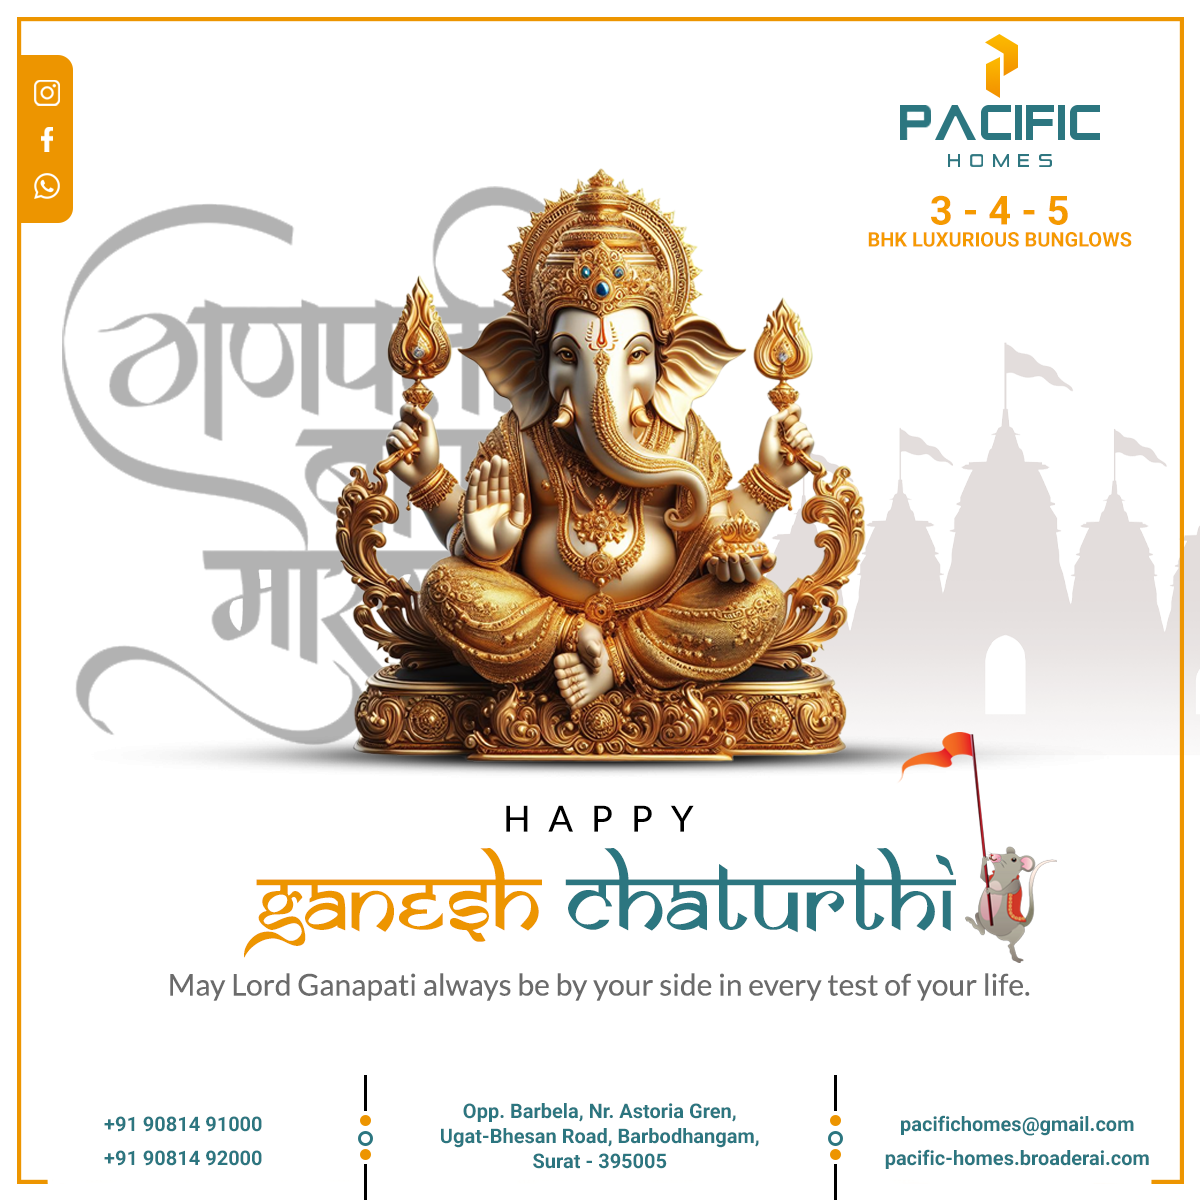 PACIFIC
HOMES
3 - 4 - 5
BHK LUXURIOUS BUNGLOWS
गणपती
मोर
HAPPY
GANESH CHATURTHI
May Lord Ganapati always be by your side in every test of your life.
+91 90814 91000
+91 90814 92000
Opp. Barbela, Nr. Astoria Gren,
Ugat-Bhesan Road, Barbodhangam,
Surat - 395005
pacifichomes@gmail.com
pacific-homes.broaderai.com